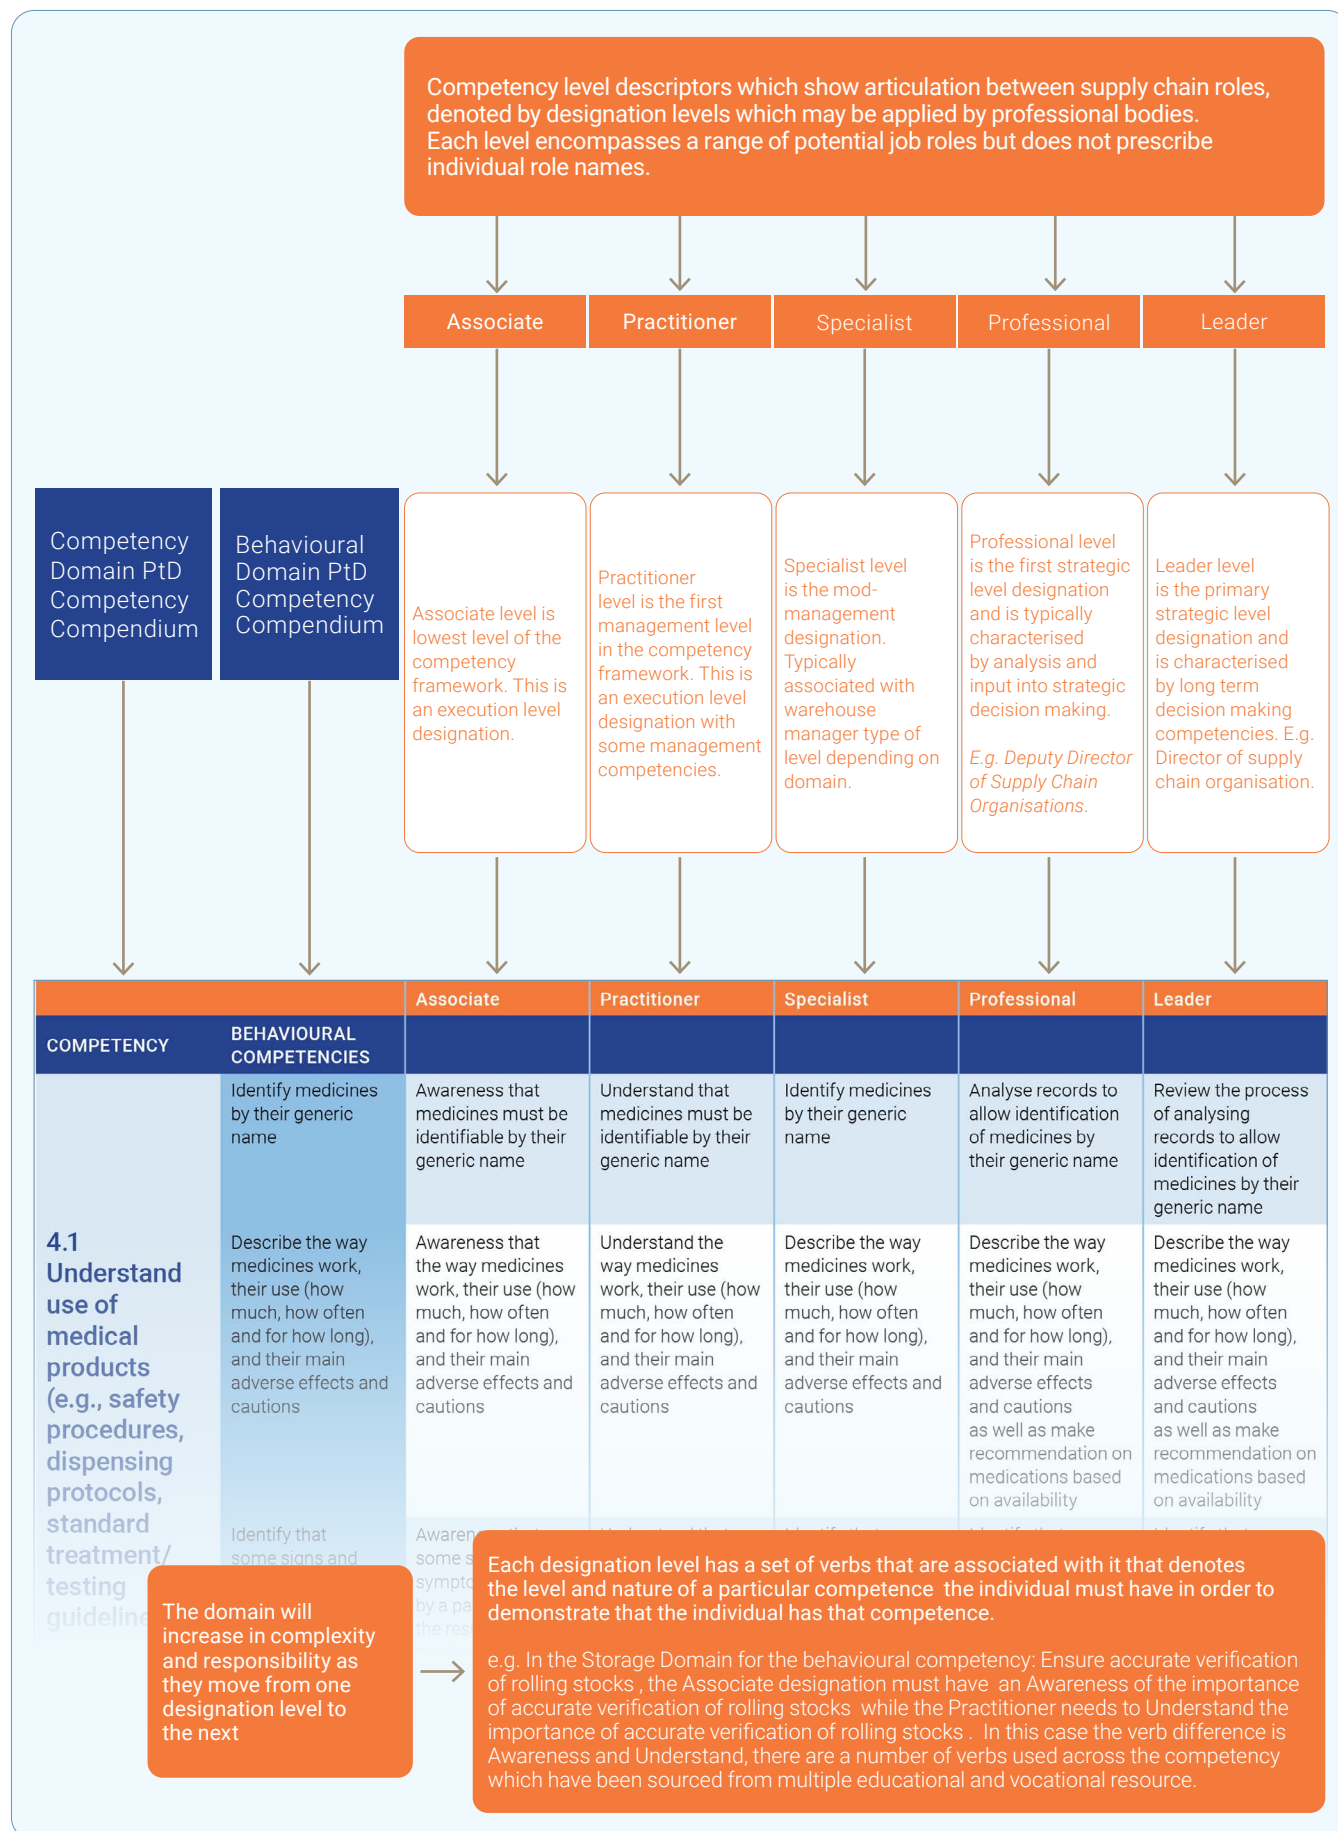 Competency level descriptors which show articulation between supply chain roles,
denoted by designation levels which may be applied by professional bodies.
Each level encompasses a range of potential job roles but does not prescribe
individual role names.
Associate
Practitioner
Specialist
Professional
Leader
Competency
Domain PtD
Competency
Compendium
Behavioural
Domain PtD
Competency
Compendium
Associate level is
lowest level of the
competency
framework. This is
an execution level
designation.
Practitioner
level is the first
management level
in the competency
framework. This is
an execution level
designation with
some management
competencies.
Specialist level
is the mod-
management
designation.
Typically
associated with
warehouse
manager type of
level depending on
domain.
Professional level
is the first strategic
level designation
and is typically
characterised
by analysis and
input into strategic
decision making.
E.g. Deputy Director
of Supply Chain
Organisations.
Leader level
is the primary
strategic level
designation and
is characterised
by long term
decision making
competencies. E.g.
Director of supply
chain organisation.
Associate
Practitioner
Specialist
Professional
Leader
COMPETENCY
BEHAVIOURAL
COMPETENCIES
4.1
Understand
use of
medical
products
(e.g., safety
procedures,
dispensing
protocols,
standard
treatment/
testing
guideline
Identify medicines
by their generic
name
Awareness that
medicines must be
identifiable by their
generic name
Understand that
medicines must be
identifiable by their
generic name
Identify medicines
by their generic
name
Analyse records to
allow identification
of medicines by
their generic name
Review the process
of analysing
records to allow
identification of
medicines by their
generic name
Describe the way
medicines work,
their use (how
much, how often
and for how long),
and their main
adverse effects and
cautions
Awareness that
the way medicines
work, their use (how
much, how often
and for how long),
and their main
adverse effects and
cautions
Understand the
way medicines
work, their use (how
much, how often
and for how long),
and their main
adverse effects and
cautions
Describe the way
medicines work,
their use (how
much, how often
and for how long),
and their main
adverse effects and
cautions
Describe the way
medicines work,
their use (how
much, how often
and for how long),
and their main
adverse effects
and cautions
as well as make
recommendation on
medications based
on availability
Describe the way
medicines work,
their use (how
much, how often
and for how long),
and their main
adverse effects
and cautions
as well as make
recommendation on
medications based
on availability
Identify that
some signs and
some
by a
the
The domain will
increase in complexity
and responsibility as
they move from one
designation level to
the next
Each designation level has a set of verbs that are associated with it that denotes
the level and nature of a particular competence the individual must have in order to
demonstrate that the individual has that competence.
e.g. In the Storage Domain for the behavioural competency: Ensure accurate verification
of rolling stocks , the Associate designation must have an Awareness of the importance
of accurate verification of rolling stocks while the Practitioner needs to Understand the
importance of accurate verification of rolling stocks . In this case the verb difference is
Awareness and Understand, there are a number of verbs used across the competency
which have been sourced from multiple educational and vocational resource.